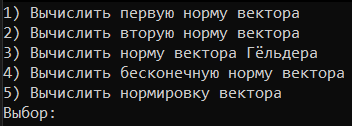 1) Вычислить первую норму вектора
2) Вычислить вторую норму вектора
3) Вычислить норму вектора Гёльдера
4) Вычислить бесконечную норму вектора
5) Вычислить нормировку вектора
Выбор: